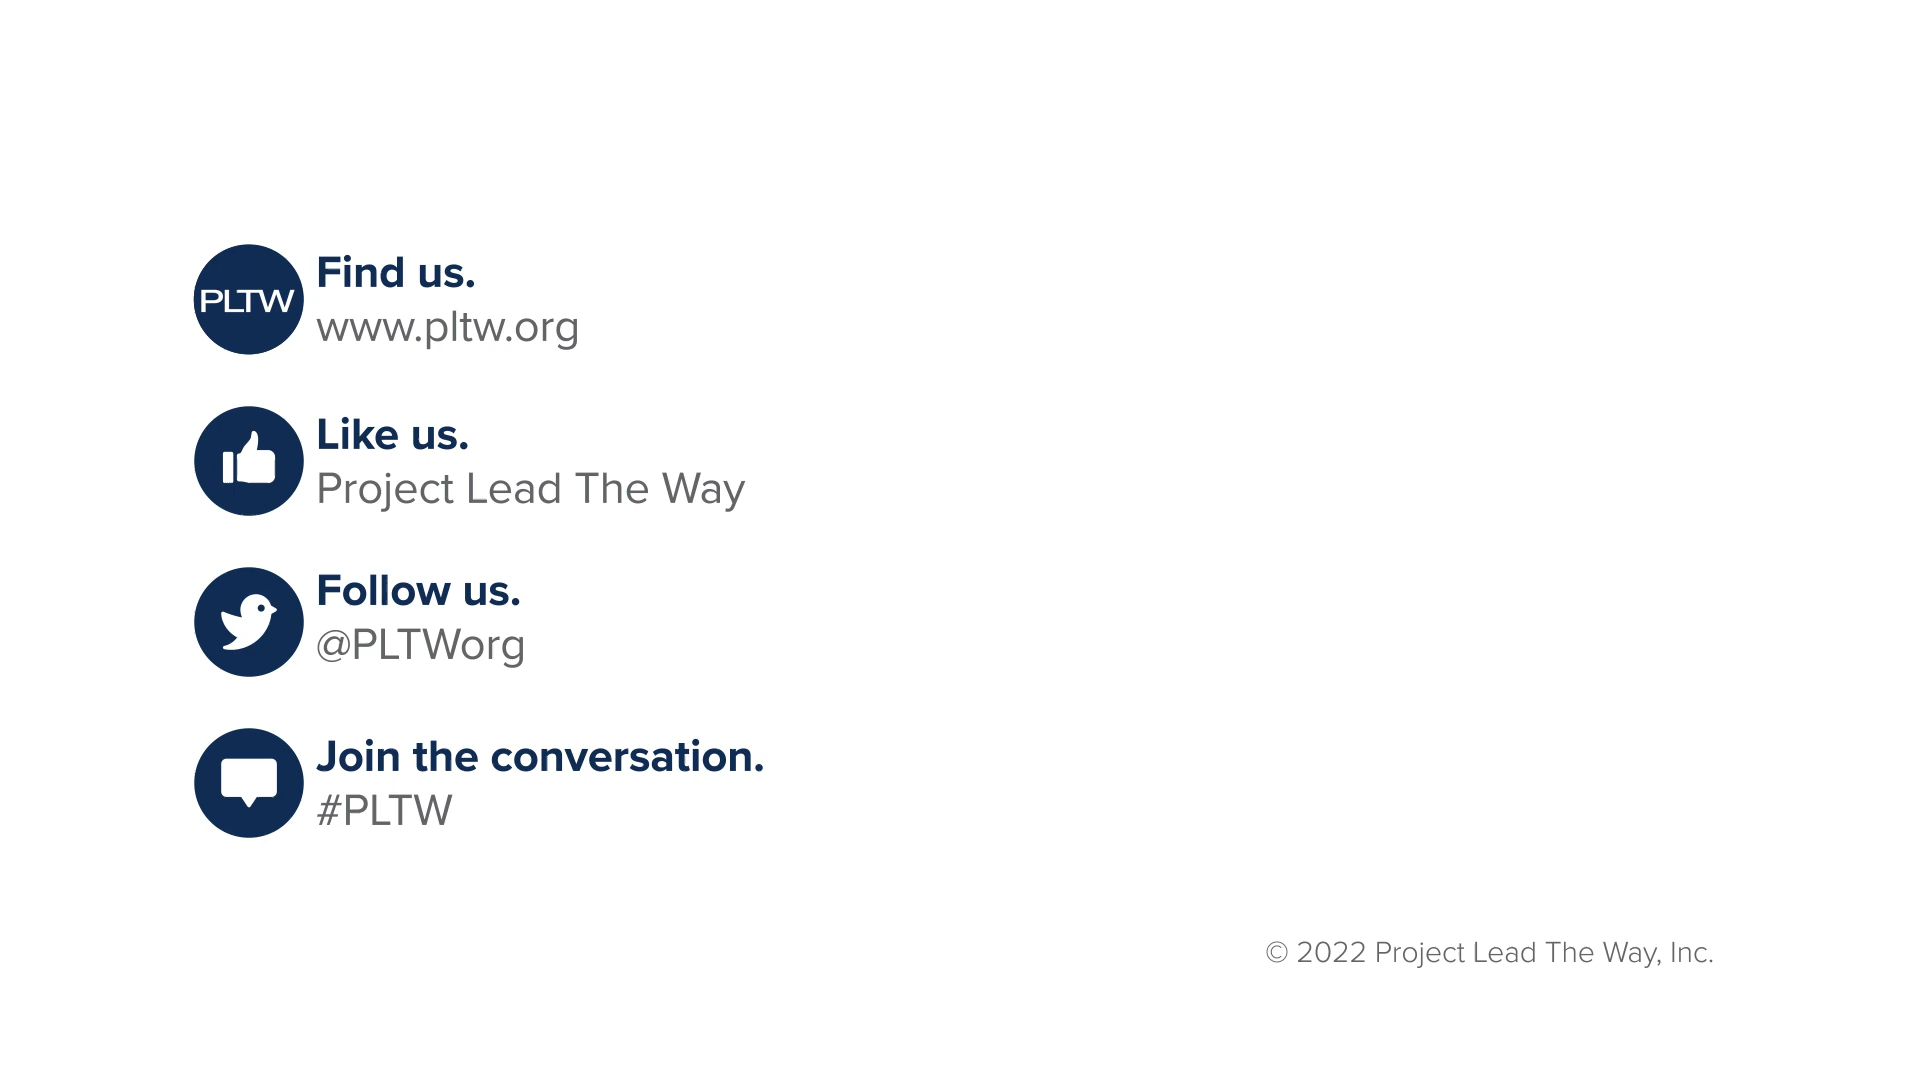 PLTW
Find us.
www.pltw.org
Like us.
Project Lead The Way
Follow us.
@PLTWorg
Join the conversation.
#PLTW
© 2022 Project Lead The Way, Inc.